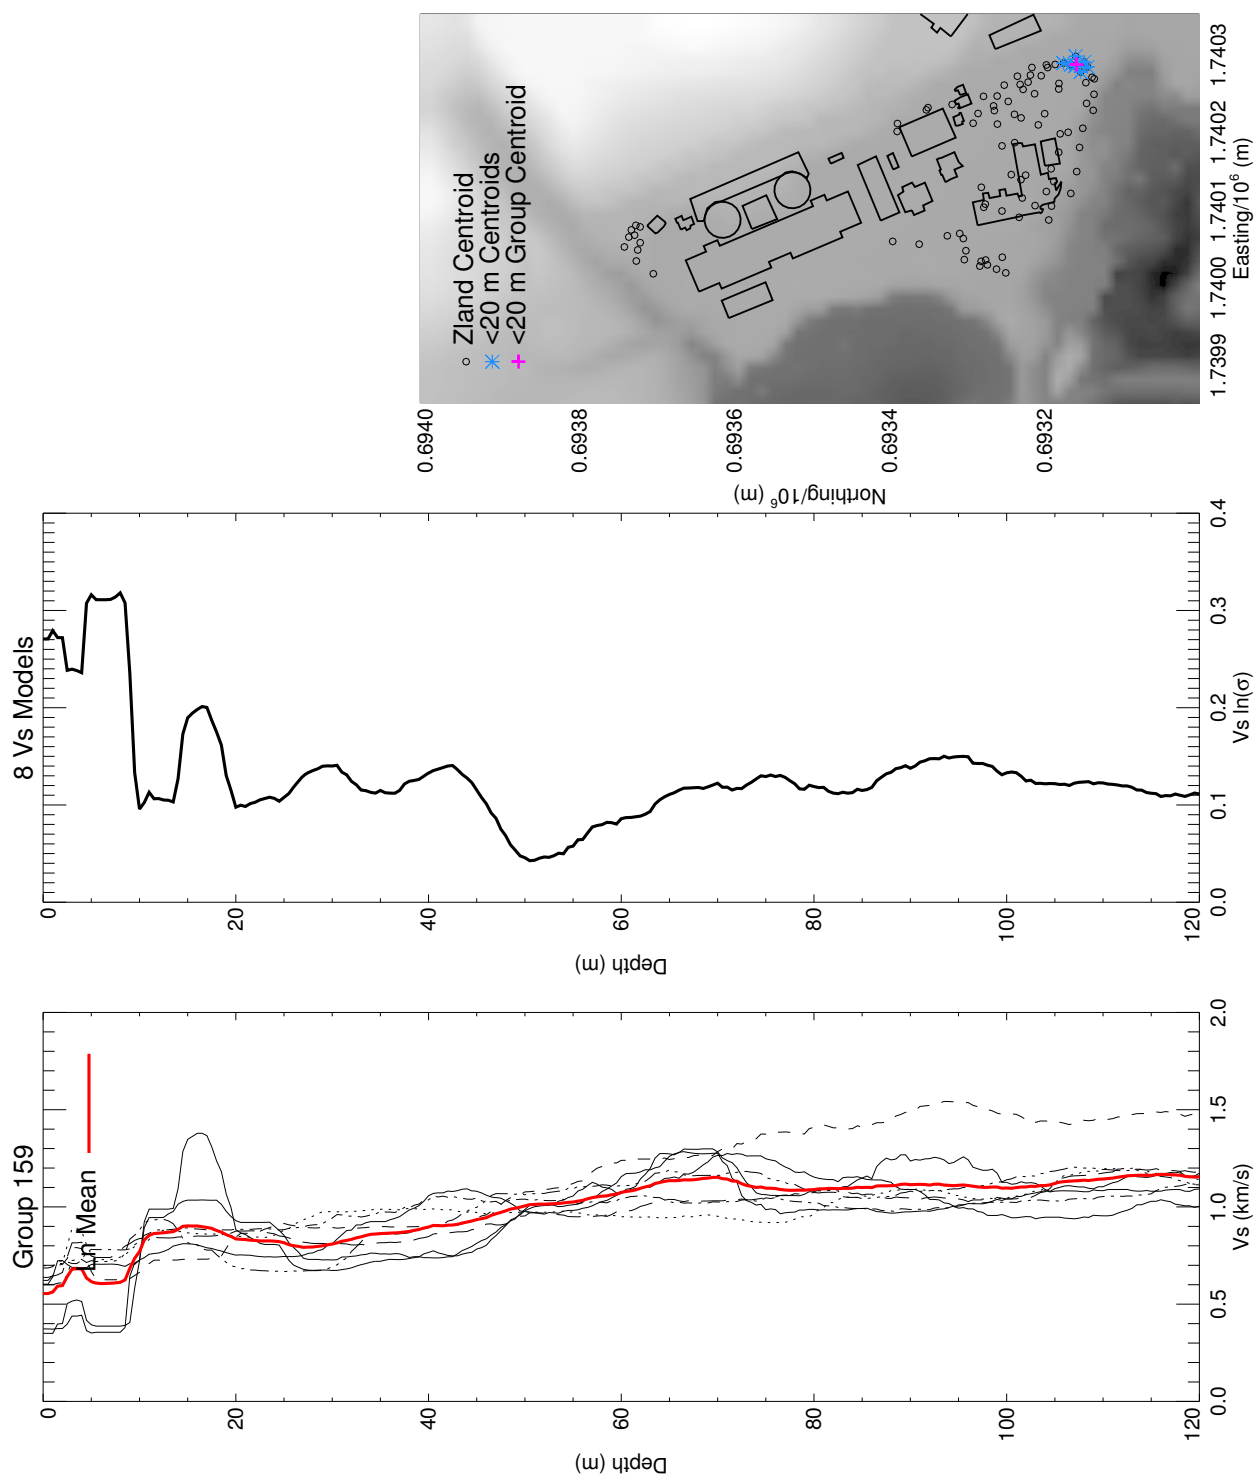 Group 159
Ln Mean
0
20
40
60
80
100
120
Depth (m)
0.0
0.5
1.0
1.5
2.0
Vs (km/s)
8 Vs Models
0
20
40
60
80
100
120
Depth (m)
0.0
0.1
0.2
0.3
0.4
Vs ln(σ)
Zland Centroid
<20 m Centroids
<20 m Group Centroid
0.6940
0.6938
0.6936
0.6934
0.6932
Northing/10⁶ (m)
1.7399
1.7400
1.7401
1.7402
1.7403
Easting/10⁶ (m)